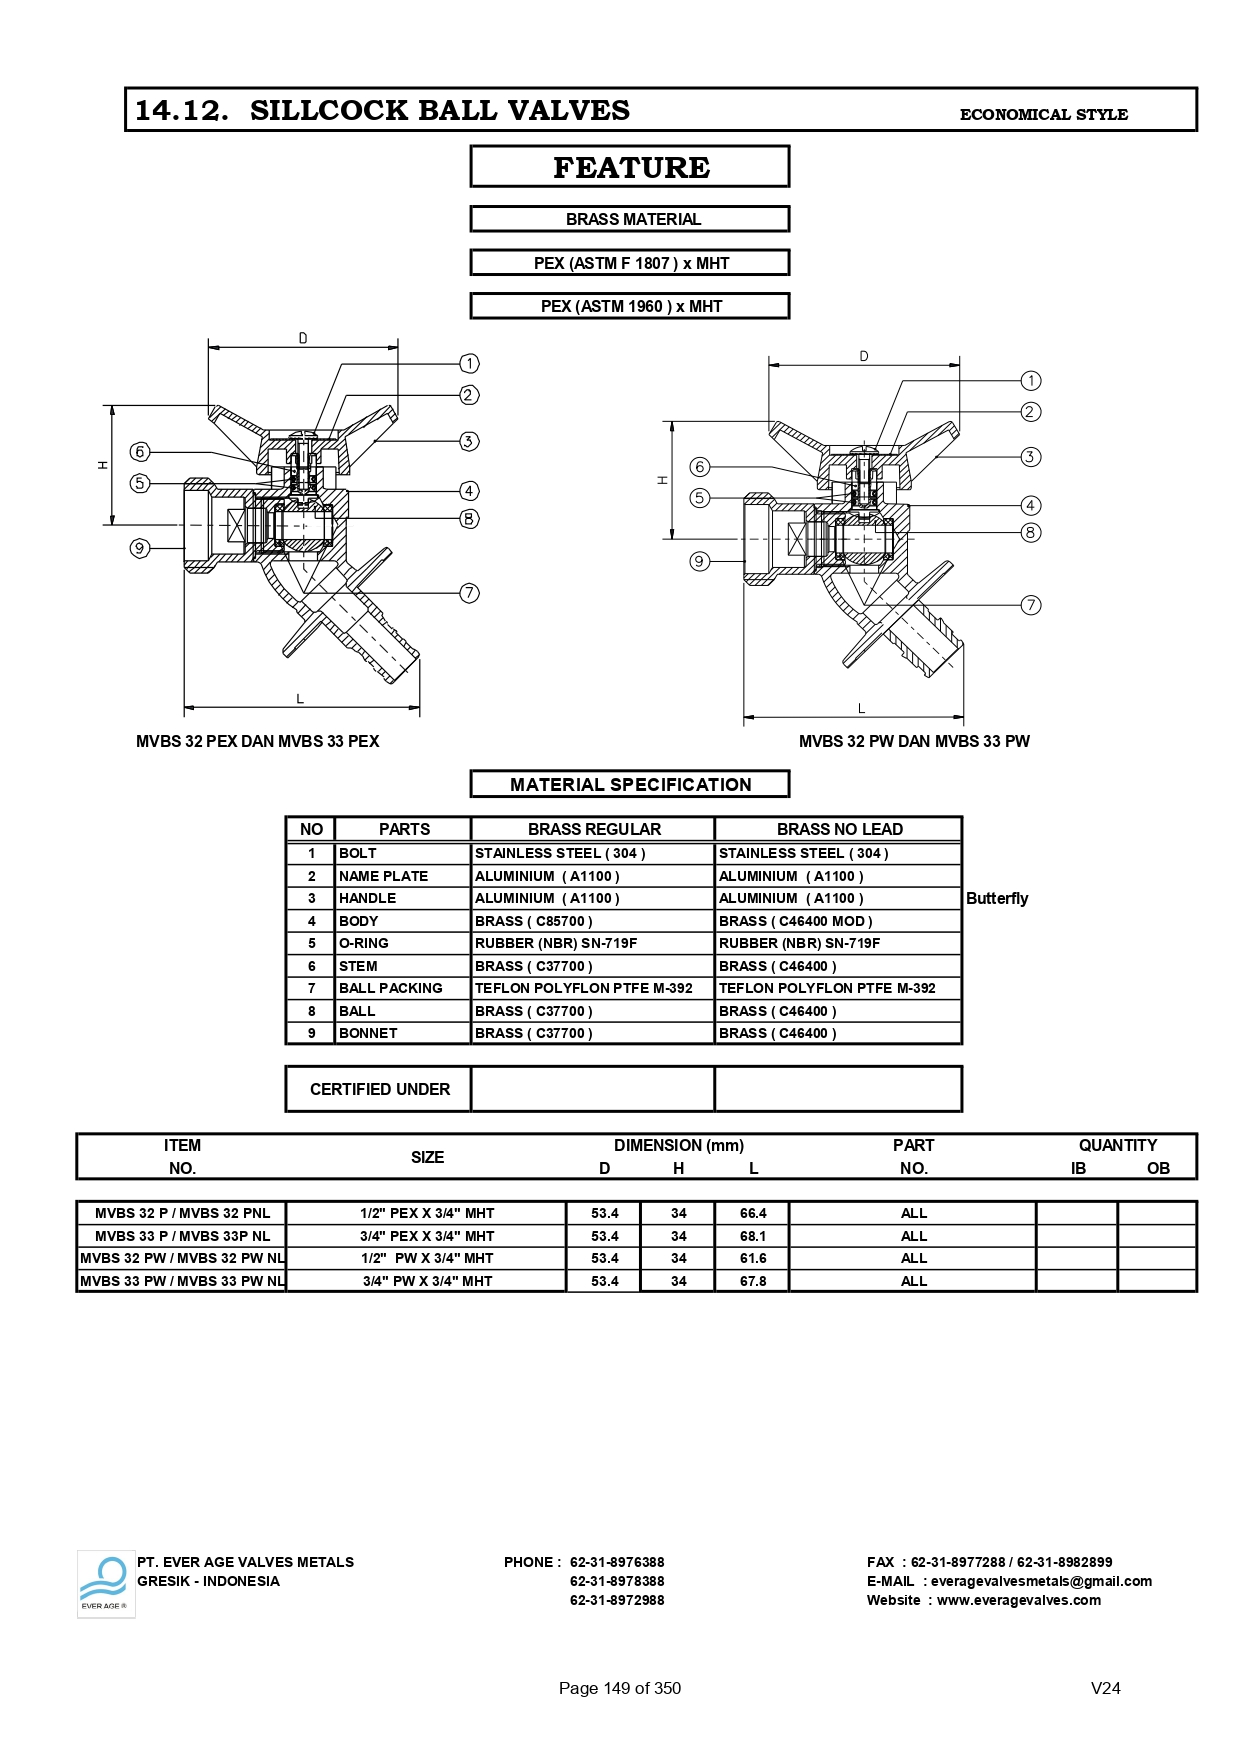 14.12. SILLCOCK BALL VALVES ECONOMICAL STYLE
FEATURE
BRASS MATERIAL
PEX (ASTM F 1807 ) x MHT
PEX (ASTM 1960 ) x MHT
D
1
2
3
6
H
5
4
8
9
7
L
D
1
2
3
6
H
5
4
8
9
7
L
MVBS 32 PEX DAN MVBS 33 PEX
MVBS 32 PW DAN MVBS 33 PW
MATERIAL SPECIFICATION
NO PARTS BRASS REGULAR BRASS NO LEAD
1 BOLT STAINLESS STEEL ( 304 ) STAINLESS STEEL ( 304 )
2 NAME PLATE ALUMINIUM ( A1100 ) ALUMINIUM ( A1100 )
3 HANDLE ALUMINIUM ( A1100 ) ALUMINIUM ( A1100 ) Butterfly
4 BODY BRASS ( C85700 ) BRASS ( C46400 MOD )
5 O-RING RUBBER (NBR) SN-719F RUBBER (NBR) SN-719F
6 STEM BRASS ( C37700 ) BRASS ( C46400 )
7 BALL PACKING TEFLON POLYFLON PTFE M-392 TEFLON POLYFLON PTFE M-392
8 BALL BRASS ( C37700 ) BRASS ( C46400 )
9 BONNET BRASS ( C37700 ) BRASS ( C46400 )
CERTIFIED UNDER
ITEM NO. SIZE DIMENSION (mm) PART NO. QUANTITY
D H L IB OB
MVBS 32 P / MVBS 32 PNL 1/2" PEX X 3/4" MHT 53.4 34 66.4 ALL
MVBS 33 P / MVBS 33P NL 3/4" PEX X 3/4" MHT 53.4 34 68.1 ALL
MVBS 32 PW / MVBS 32 PW NL 1/2" PW X 3/4" MHT 53.4 34 61.6 ALL
MVBS 33 PW / MVBS 33 PW NL 3/4" PW X 3/4" MHT 53.4 34 67.8 ALL
EVER AGE ®
PT. EVER AGE VALVES METALS PHONE : 62-31-8976388 FAX : 62-31-8977288 / 62-31-8982899
GRESIK - INDONESIA 62-31-8978388 E-MAIL : everagevalvesmetals@gmail.com
62-31-8972988 Website : www.everagevalves.com
Page 149 of 350 V24